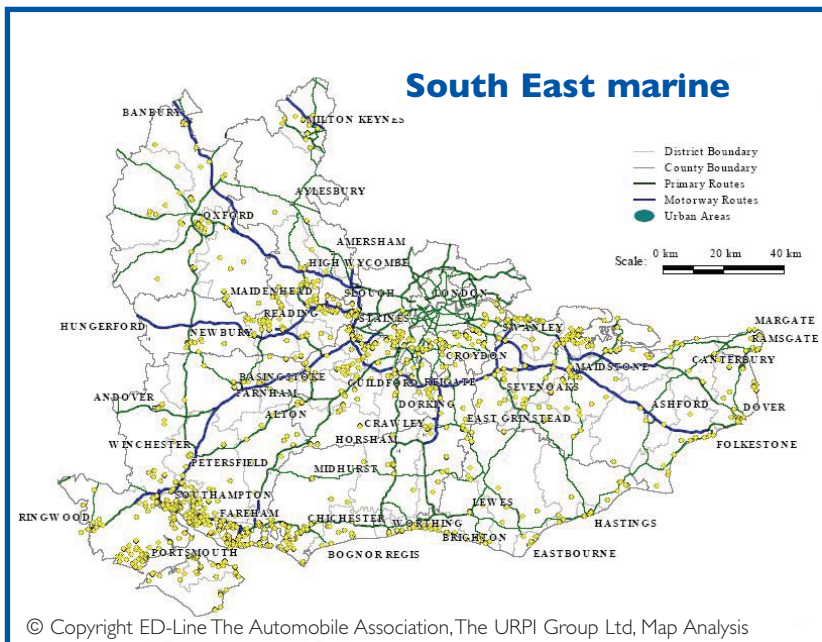 South East marine
BANBURY
MILTON KEYNES
District Boundary
County Boundary
Primary Routes
Motorway Routes
Urban Areas
AYLESBURY
OXFORD
AMERSHAM
Scale: 0 km 20 km 40 km
HIGH WYCOMBE
MAIDENHEAD
SLOUGH
LONDON
READING
STAINES
HUNGERFORD
NEWBURY
SWANLEY
MARGATE
RAMSGATE
CROYDON
CANTERBURY
MAIDSTONE
BASINGSTOKE
GUILDFORD
REIGATE
SEVENOAKS
ANDOVER
FARNHAM
DORKING
ASHFORD
DOVER
ALTON
EAST GRINSTEAD
CRAWLEY
WINCHESTER
HORSHAM
FOLKESTONE
PETERSFIELD
MIDHURST
SOUTHAMPTON
LEWES
RINGWOOD
FAREHAM
CHICHESTER
WORTHING
HASTINGS
BRIGHTON
PORTSMOUTH
BOGNOR REGIS
EASTBOURNE
© Copyright ED-Line The Automobile Association, The URPI Group Ltd, Map Analysis